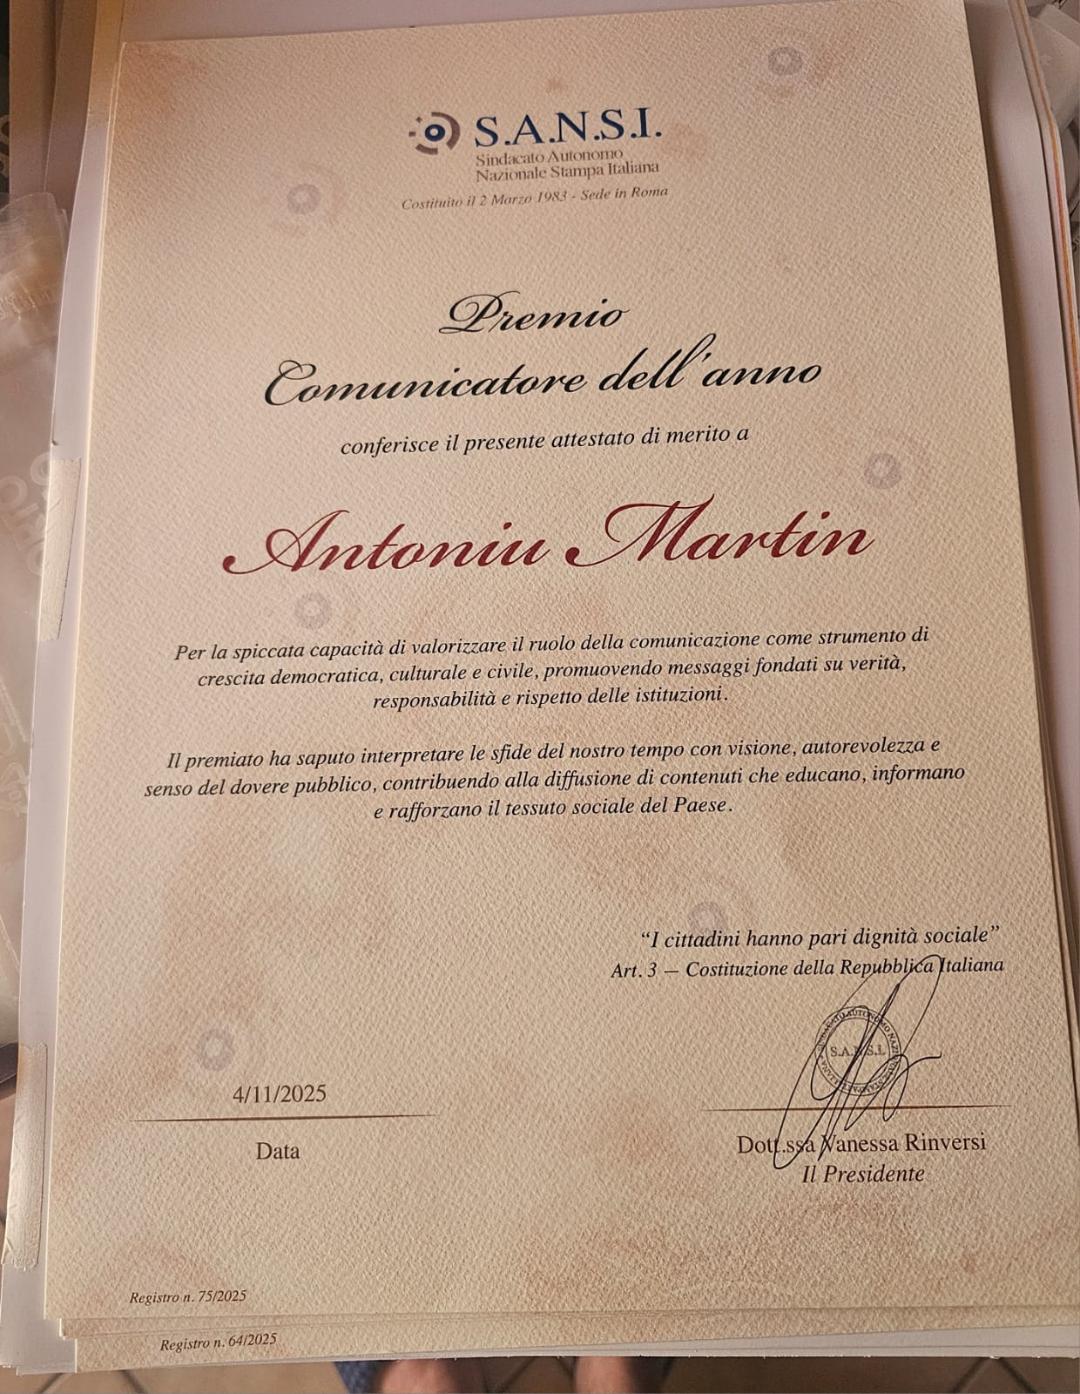 S.A.N.S.I.
Sindacato Autonomo
Nazionale Stampa Italiana
Costituito il 2 Marzo 1983 - Sede in Roma
Premio
Comunicatore dell'anno
conferisce il presente attestato di merito a
Antoniu Martin
Per la spiccata capacità di valorizzare il ruolo della comunicazione come strumento di
crescita democratica, culturale e civile, promuovendo messaggi fondati su verità,
responsabilità e rispetto delle istituzioni.
Il premiato ha saputo interpretare le sfide del nostro tempo con visione, autorevolezza e
senso del dovere pubblico, contribuendo alla diffusione di contenuti che educano, informano
e rafforzano il tessuto sociale del Paese.
“I cittadini hanno pari dignità sociale”
Art. 3 — Costituzione della Repubblica Italiana
S.A.N.S.I.
4/11/2025
Data
Dott.ssa Vanessa Rinversi
Il Presidente
Registro n. 75/2025
Registro n. 64/2025